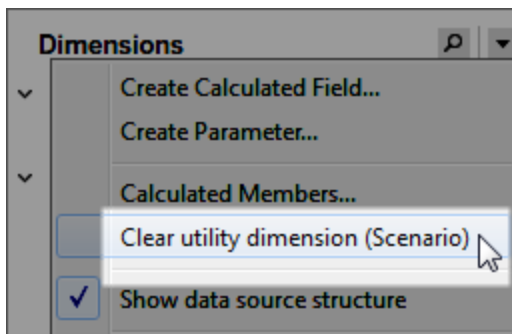 Dimensions
Create Calculated Field...
Create Parameter...
Calculated Members...
Clear utility dimension (Scenario)
Show data source structure